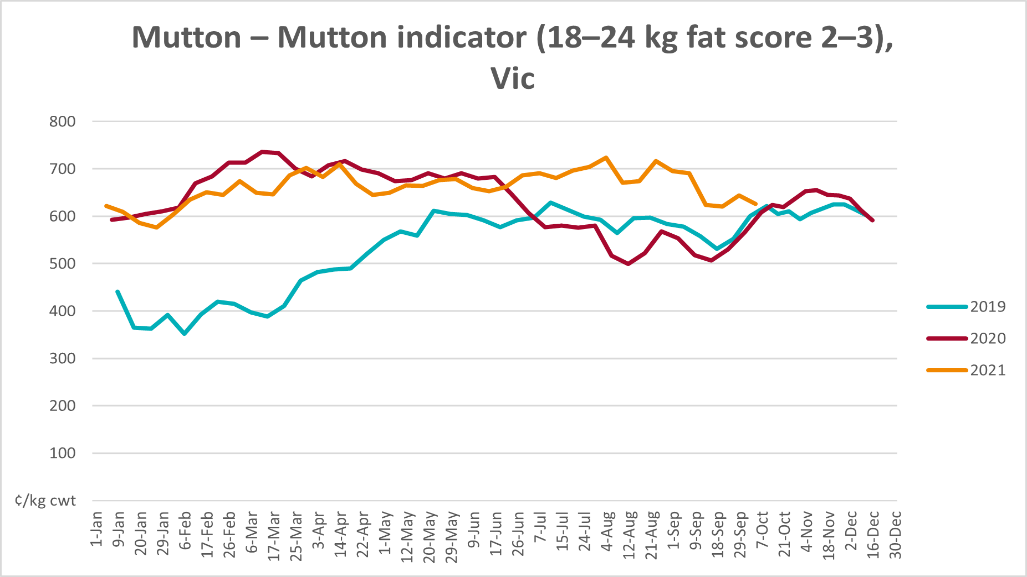 Mutton – Mutton indicator (18–24 kg fat score 2–3),
Vic
800
700
600
500
400
300
200
100
¢/kg cwt
1-Jan
9-Jan
20-Jan
29-Jan
6-Feb
17-Feb
26-Feb
6-Mar
17-Mar
25-Mar
3-Apr
14-Apr
22-Apr
1-May
12-May
20-May
29-May
9-Jun
17-Jun
26-Jun
7-Jul
15-Jul
24-Jul
4-Aug
12-Aug
21-Aug
1-Sep
9-Sep
18-Sep
29-Sep
7-Oct
21-Oct
4-Nov
18-Nov
2-Dec
16-Dec
30-Dec
2019
2020
2021